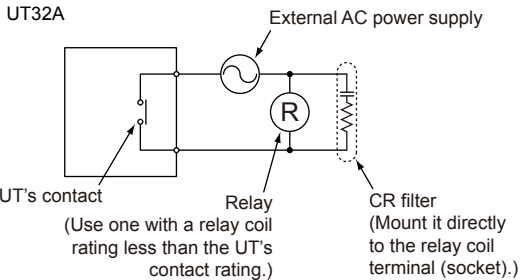 UT32A
External AC power supply
R
UT's contact
Relay
(Use one with a relay coil
rating less than the UT's
contact rating.)
CR filter
(Mount it directly
to the relay coil
terminal (socket).)